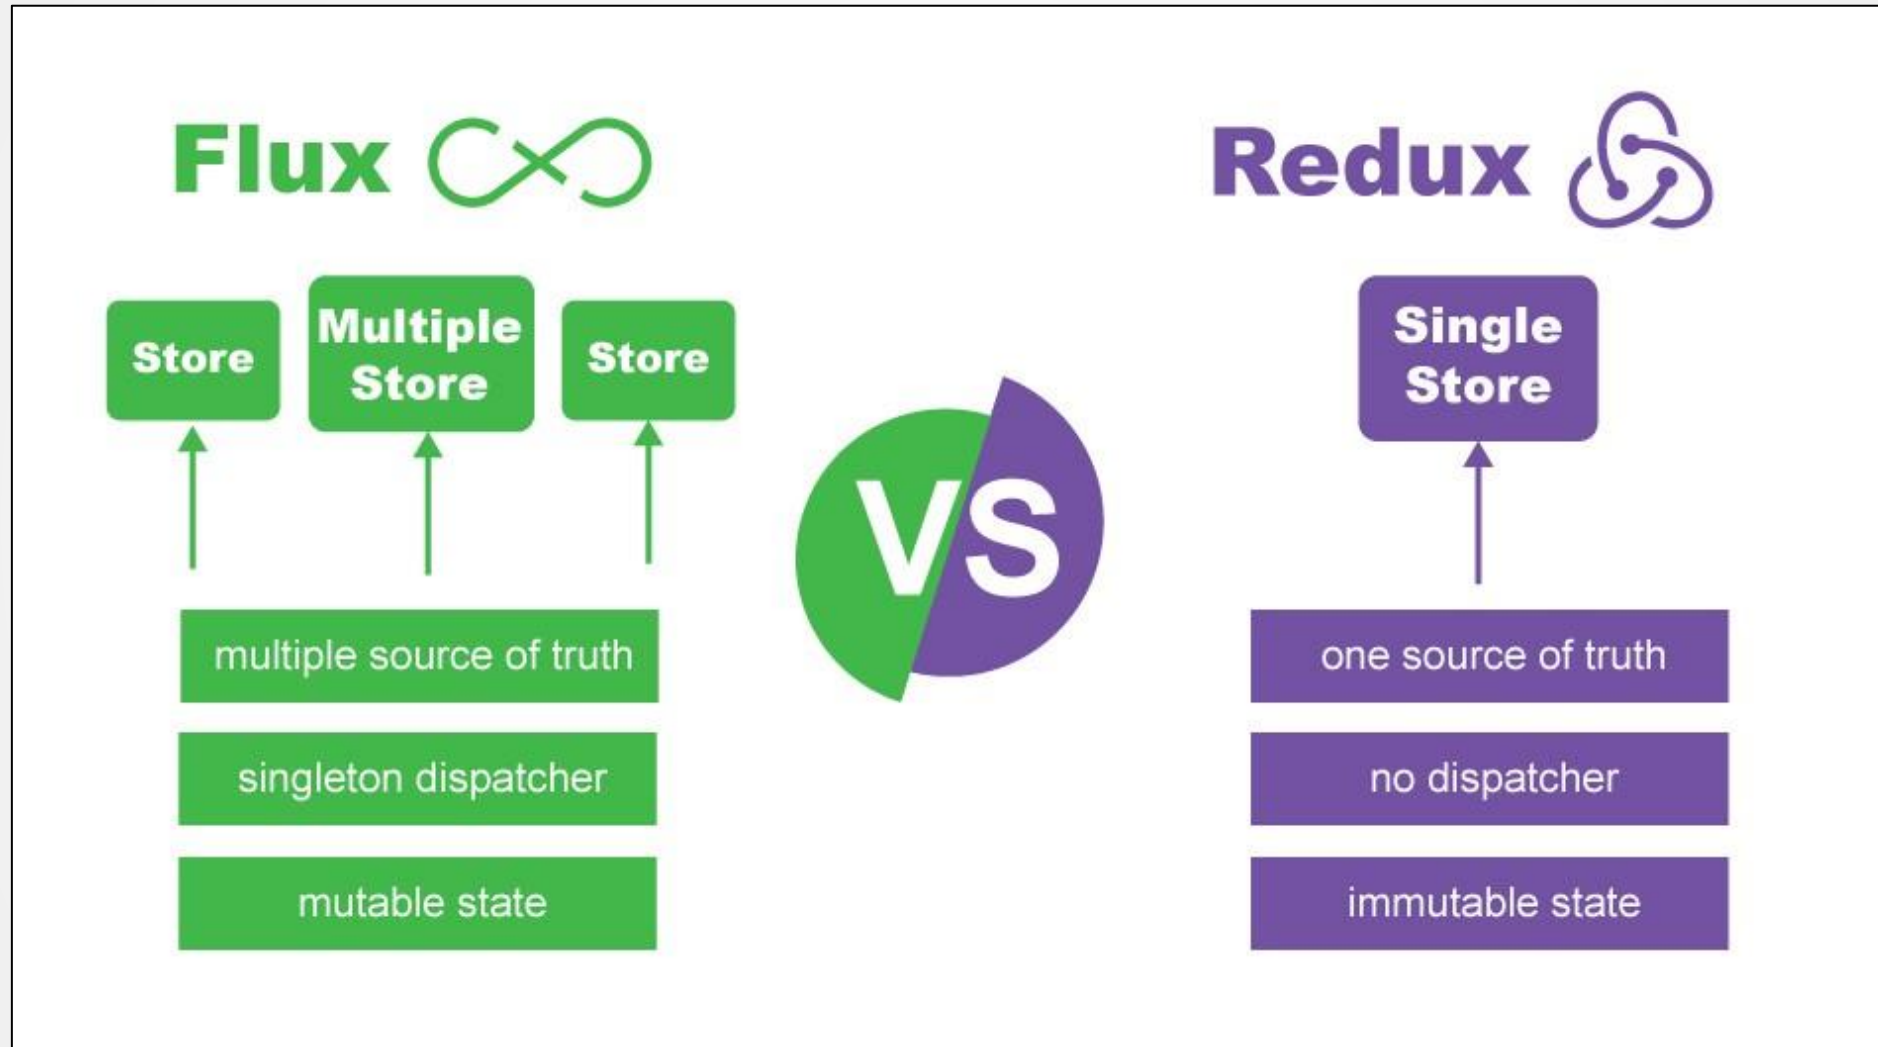 Flux
Redux
Store
Multiple
Store
Store
Single
Store
VS
multiple source of truth
singleton dispatcher
mutable state
one source of truth
no dispatcher
immutable state